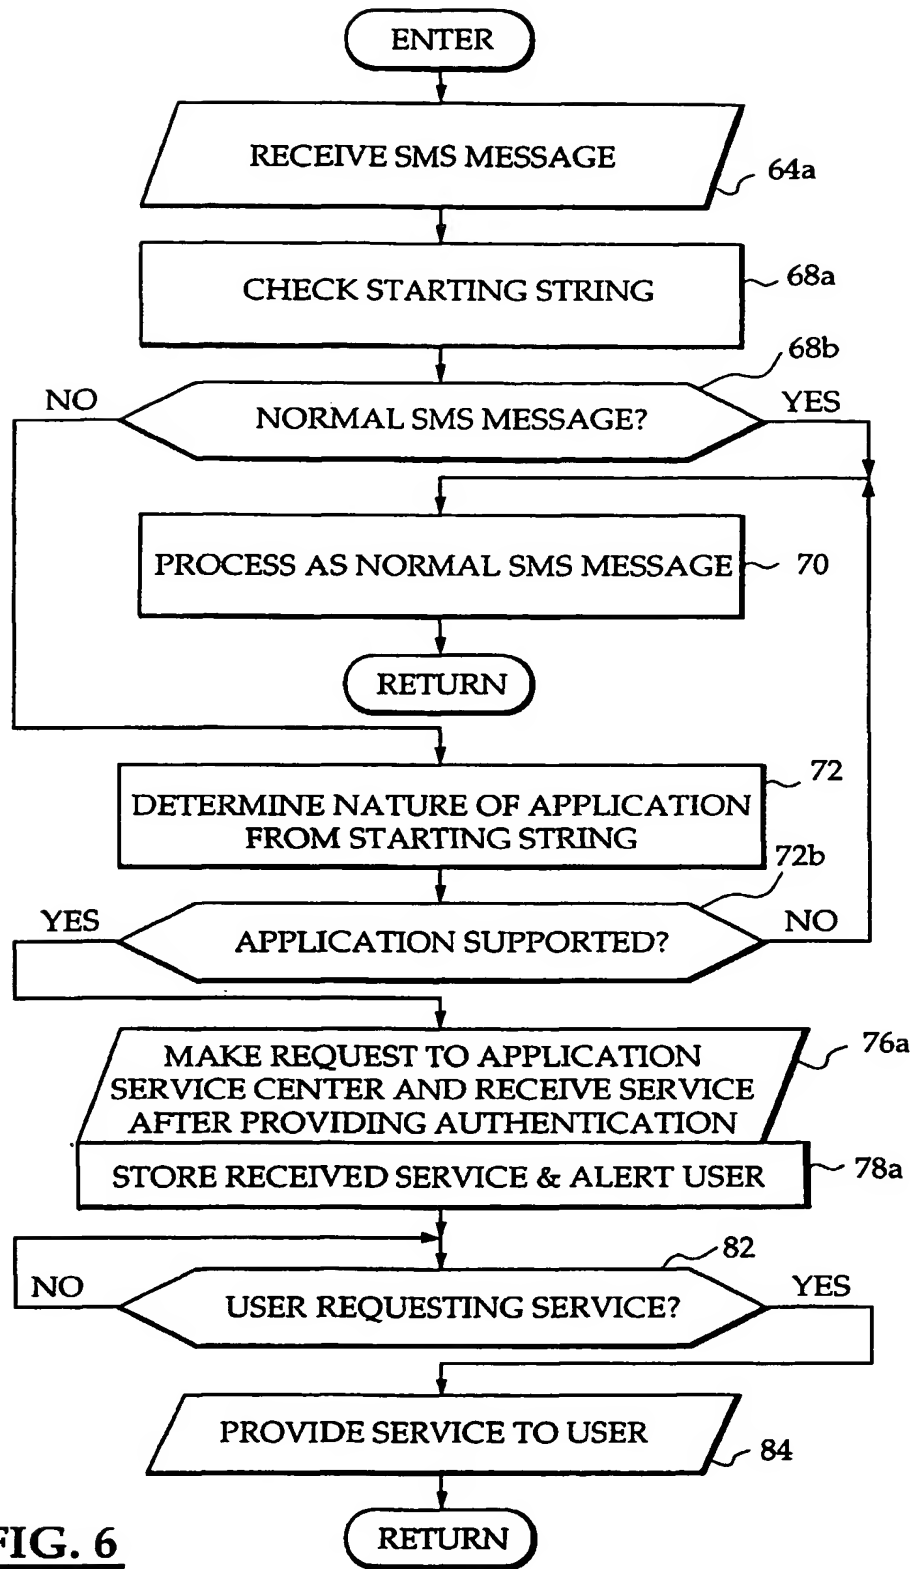 ENTER
RECEIVE SMS MESSAGE
64a
CHECK STARTING STRING
68a
68b
NO
NORMAL SMS MESSAGE?
YES
PROCESS AS NORMAL SMS MESSAGE
70
RETURN
72
DETERMINE NATURE OF APPLICATION
FROM STARTING STRING
72b
YES
APPLICATION SUPPORTED?
NO
MAKE REQUEST TO APPLICATION
SERVICE CENTER AND RECEIVE SERVICE
AFTER PROVIDING AUTHENTICATION
76a
STORE RECEIVED SERVICE & ALERT USER
78a
82
NO
USER REQUESTING SERVICE?
YES
PROVIDE SERVICE TO USER
84
RETURN
FIG. 6